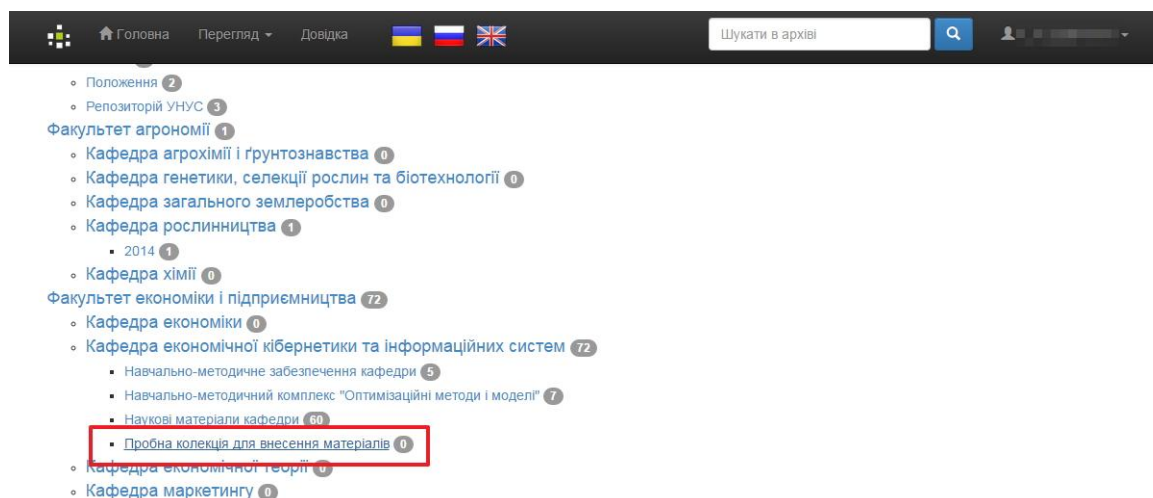 Головна Перегляд Довідка Шукати в архіві
Положення 2
Репозиторій УНУС 3
Факультет агрономії 1
Кафедра агрохімії і ґрунтознавства 0
Кафедра генетики, селекції рослин та біотехнології 0
Кафедра загального землеробства 0
Кафедра рослинництва 1
2014 1
Кафедра хімії 0
Факультет економіки і підприємництва 72
Кафедра економіки 0
Кафедра економічної кібернетики та інформаційних систем 72
Навчально-методичне забезпечення кафедри 5
Навчально-методичний комплекс "Оптимізаційні методи і моделі" 7
Наукові матеріали кафедри 60
Пробна колекція для внесення матеріалів 0
Кафедра економічної теорії 0
Кафедра маркетингу 0